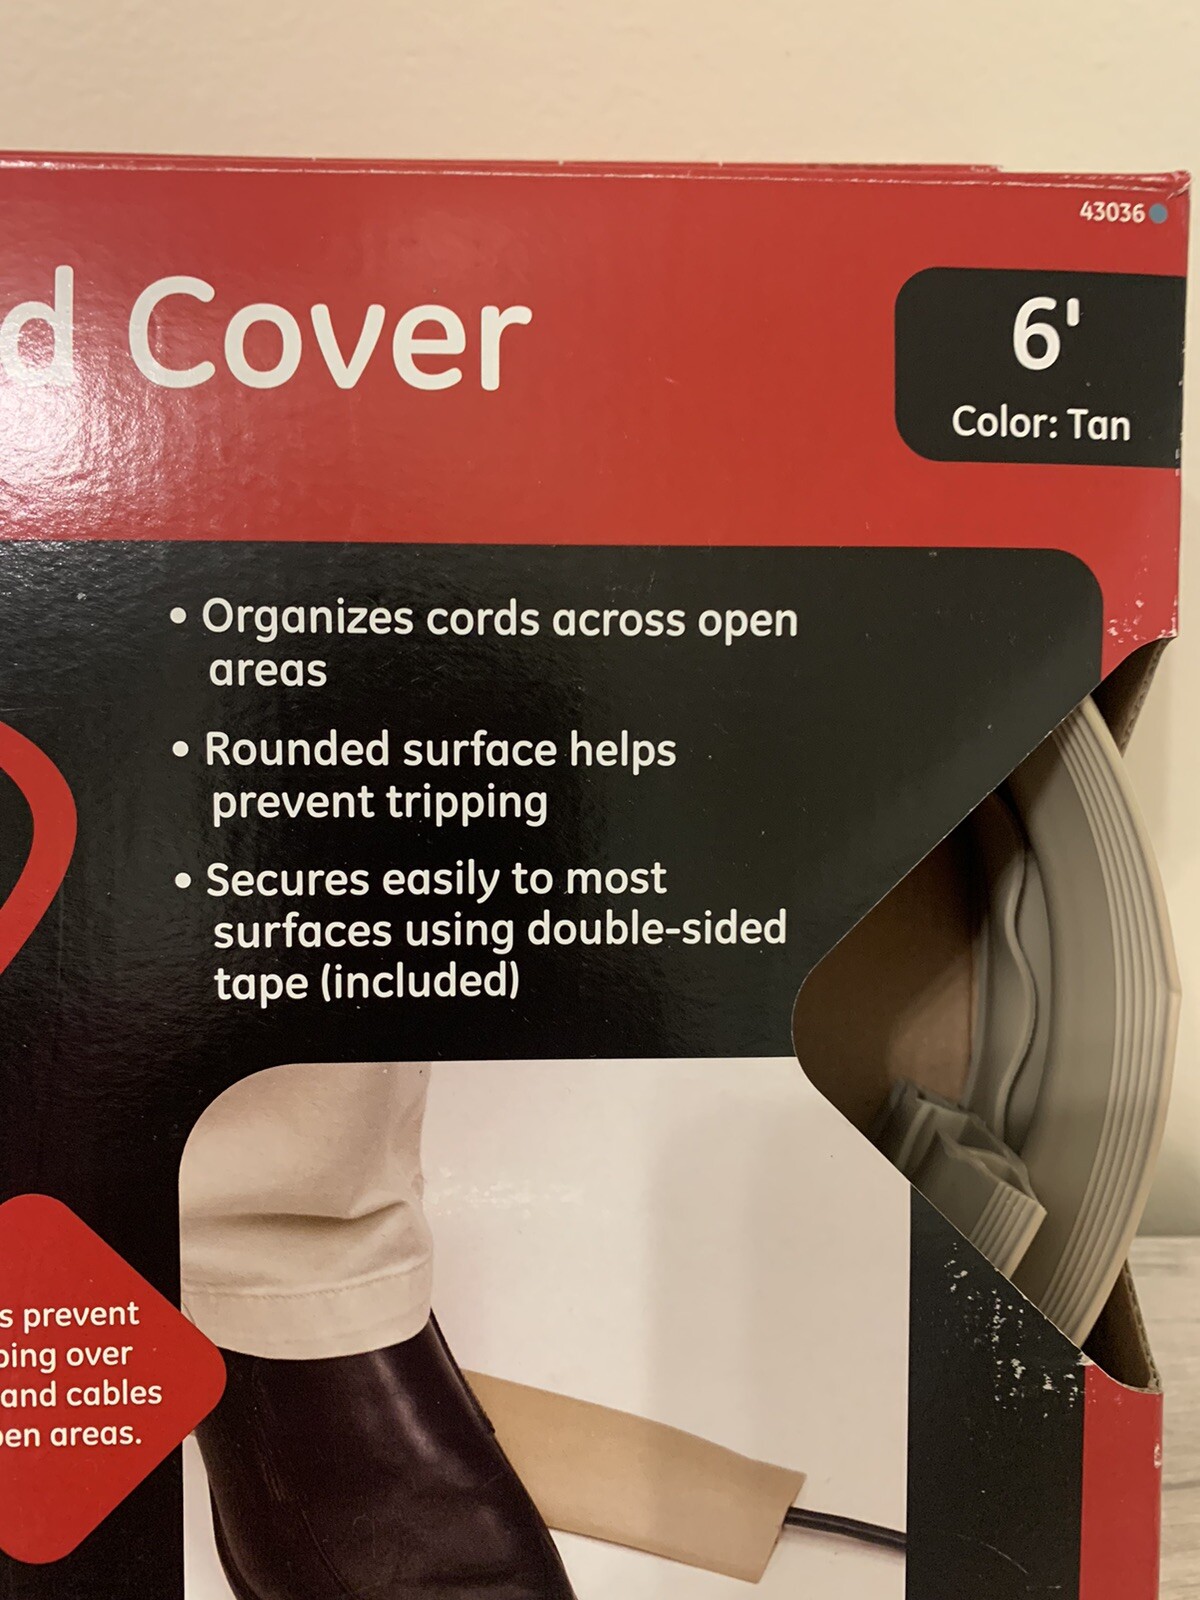 43036
d Cover
6'
Color: Tan
• Organizes cords across open
areas
• Rounded surface helps
prevent tripping
• Secures easily to most
surfaces using double-sided
tape (included)
s prevent
ping over
and cables
pen areas.